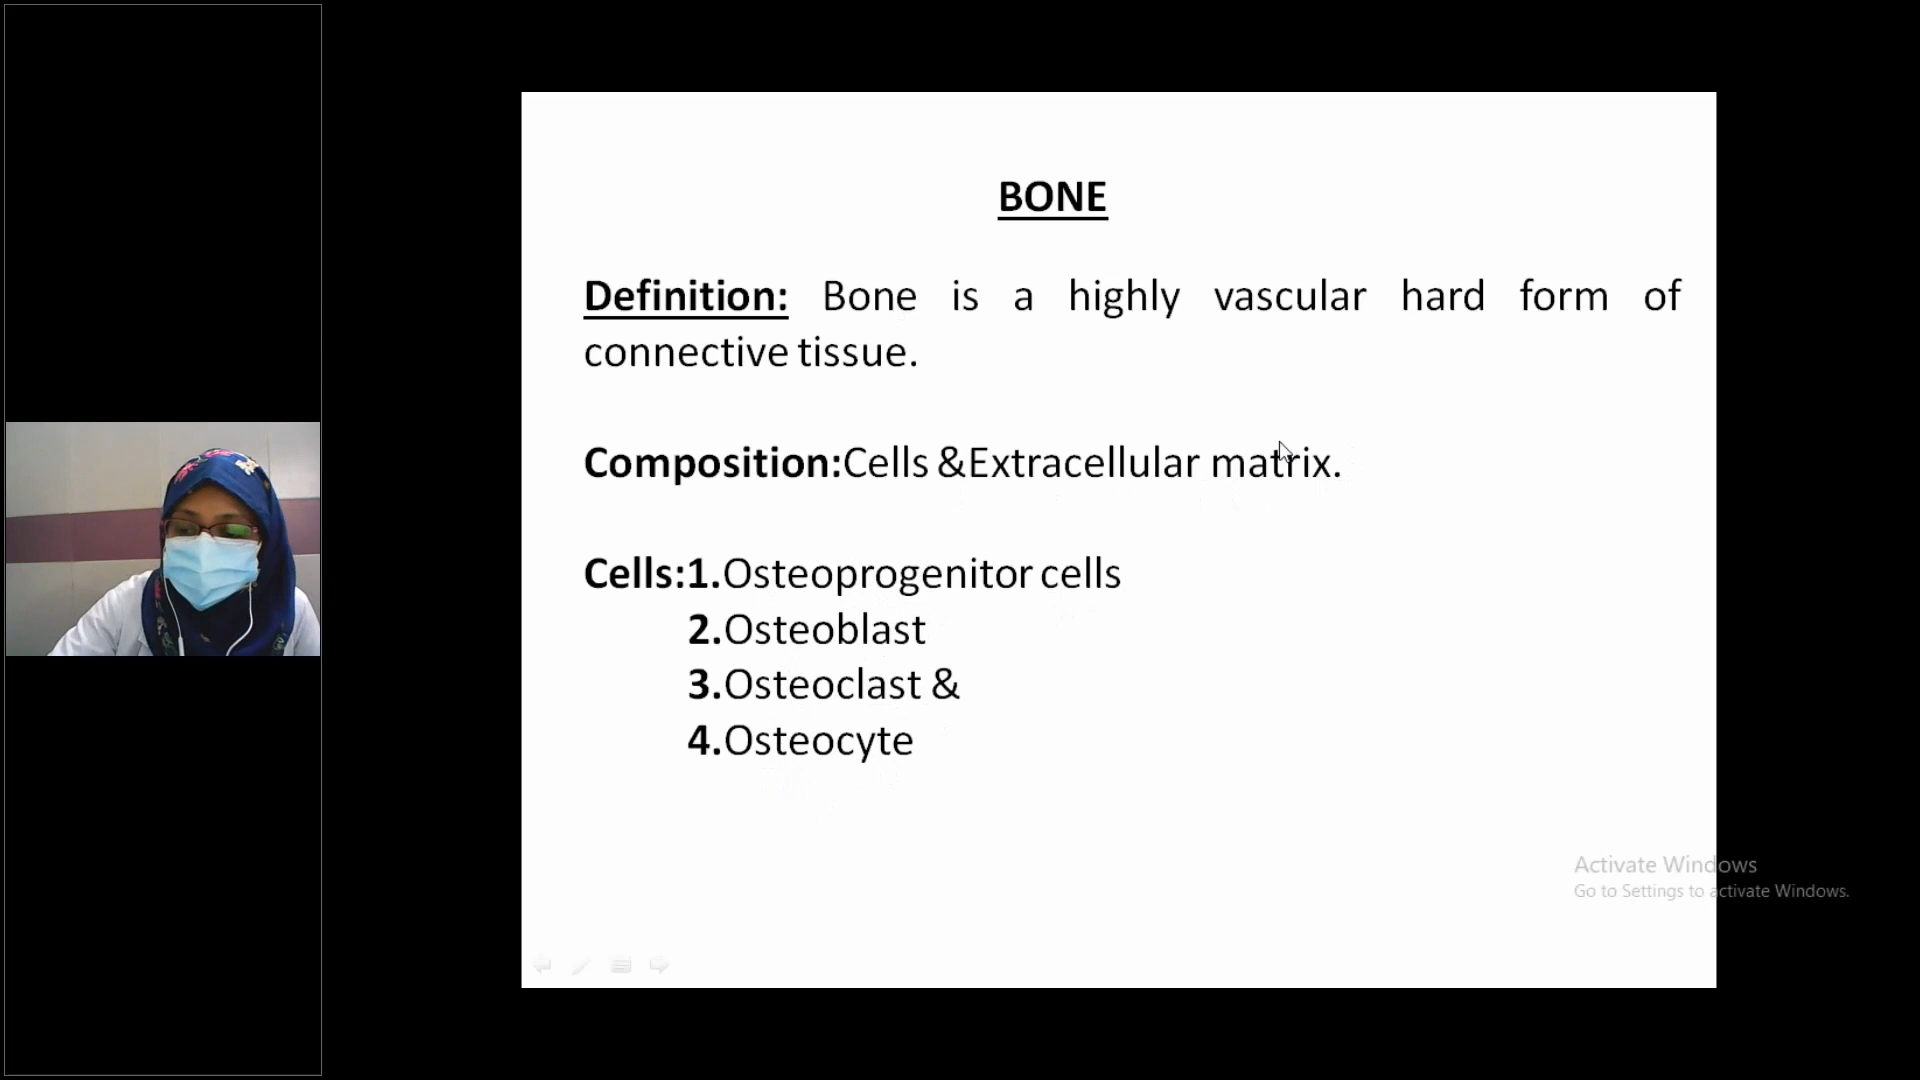 BONE
Definition: Bone is a highly vascular hard form of
connective tissue.
Composition:Cells &Extracellular matrix.
Cells:1.Osteoprogenitor cells
2.Osteoblast
3.Osteoclast &
4.Osteocyte
Activate Windows
Go to Settings to activate Windows.